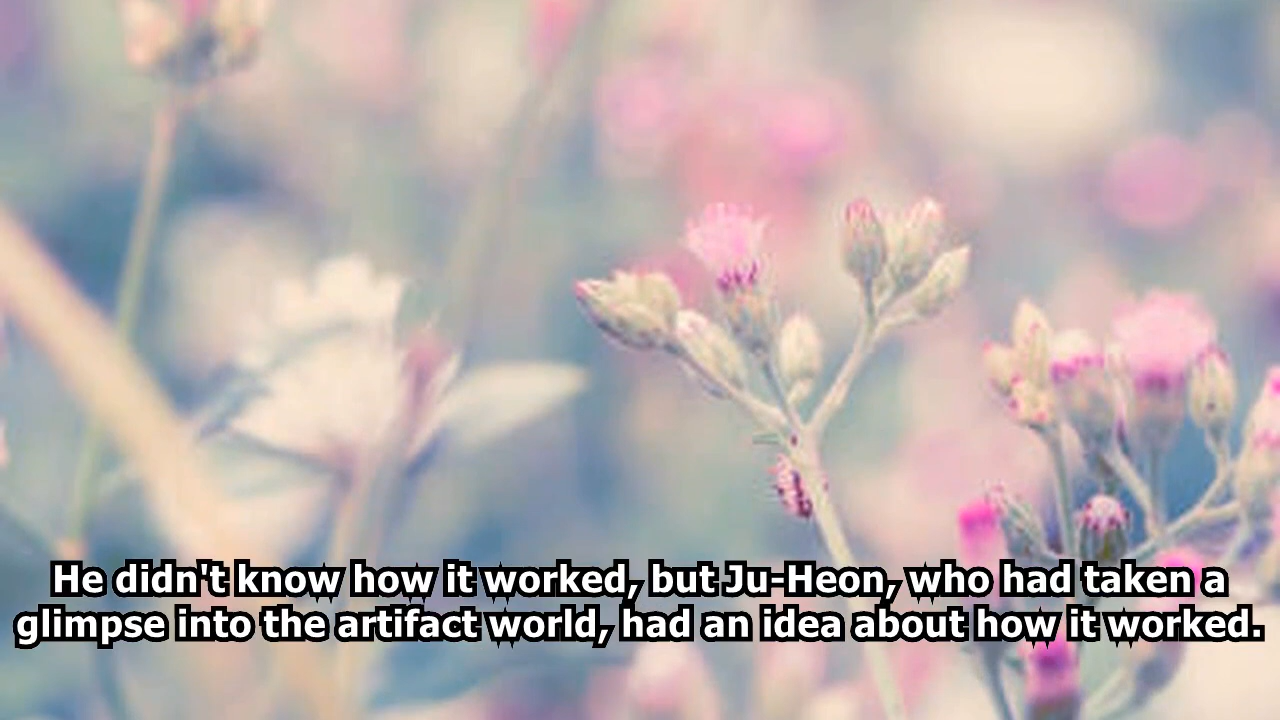 He didn't know how it worked, but Ju-Heon, who had taken a
glimpse into the artifact world, had an idea about how it worked.